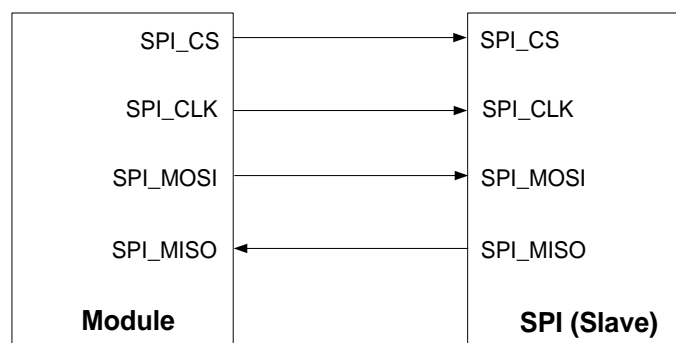 SPI_CS SPI_CS
SPI_CLK SPI_CLK
SPI_MOSI SPI_MOSI
SPI_MISO SPI_MISO
Module SPI (Slave)